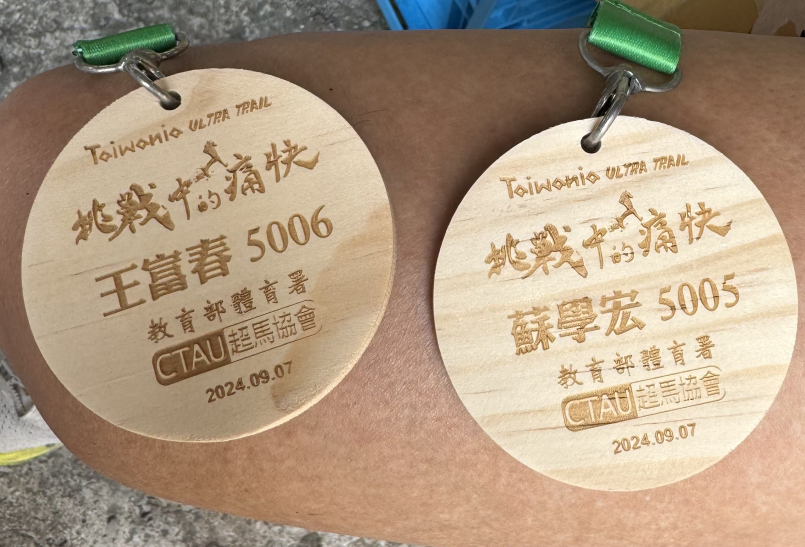 Taiwania ULTRA TRAIL
挑戰中的痛快
王富春 5006
教育部體育署
CTAU超馬協會
2024.09.07
Taiwania ULTRA TRAIL
挑戰中的痛快
蘇學宏 5005
教育部體育署
CTAU超馬協會
2024.09.07